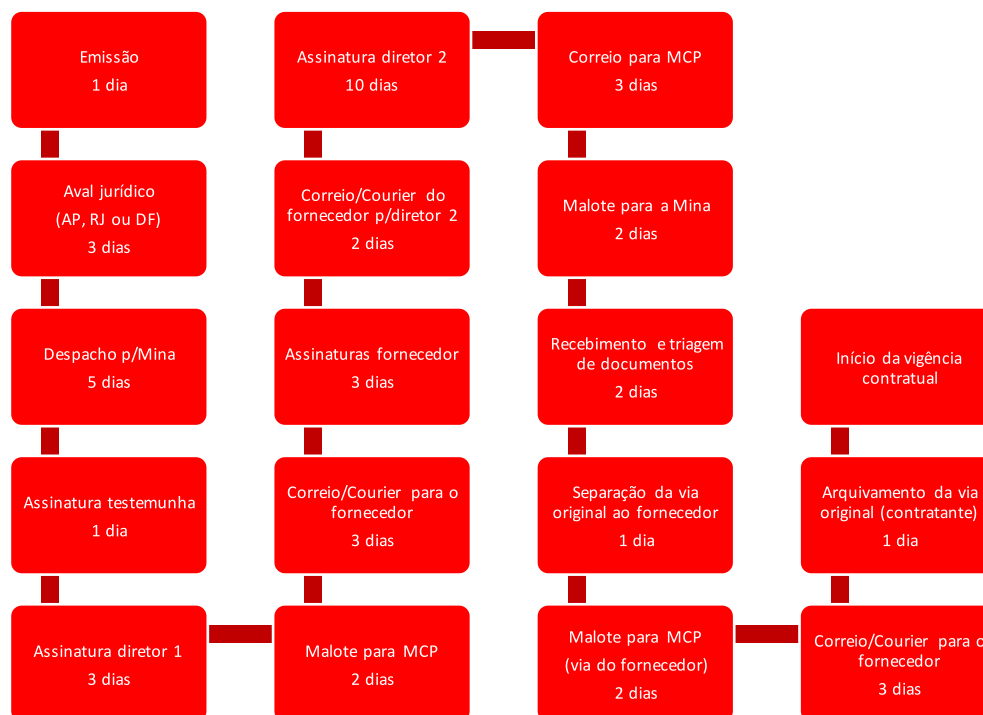 Emissão
1 dia
Aval jurídico
(AP, RJ ou DF)
3 dias
Despacho p/Mina
5 dias
Assinatura testemunha
1 dia
Assinatura diretor 1
3 dias
Malote para MCP
2 dias
Correio/Courier para o
fornecedor
3 dias
Assinaturas fornecedor
3 dias
Correio/Courier do
fornecedor p/diretor 2
2 dias
Assinatura diretor 2
10 dias
Correio para MCP
3 dias
Malote para a Mina
2 dias
Recebimento e triagem
de documentos
2 dias
Separação da via
original ao fornecedor
1 dia
Malote para MCP
(via do fornecedor)
2 dias
Correio/Courier para o
fornecedor
3 dias
Arquivamento da via
original (contratante)
1 dia
Início da vigência
contratual